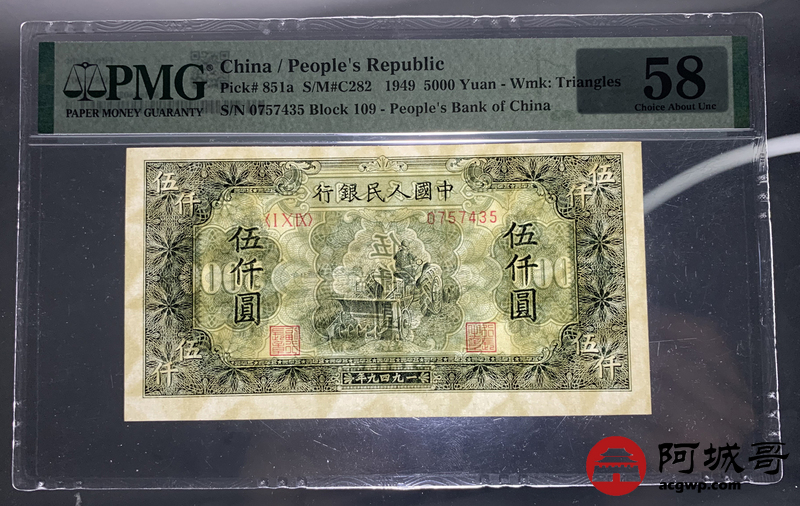 PMG
PAPER MONEY GUARANTY
China / People's Republic
Pick# 851a S/M#C282 1949 5000 Yuan - Wmk: Triangles
S/N 0757435 Block 109 - People's Bank of China
58
Choice About Unc
伍仟
伍仟
行銀民人國中
〈I X IX〉
0757435
伍仟圓
伍仟圓
伍仟
伍仟
年九四九一
阿城哥
acgwp.com